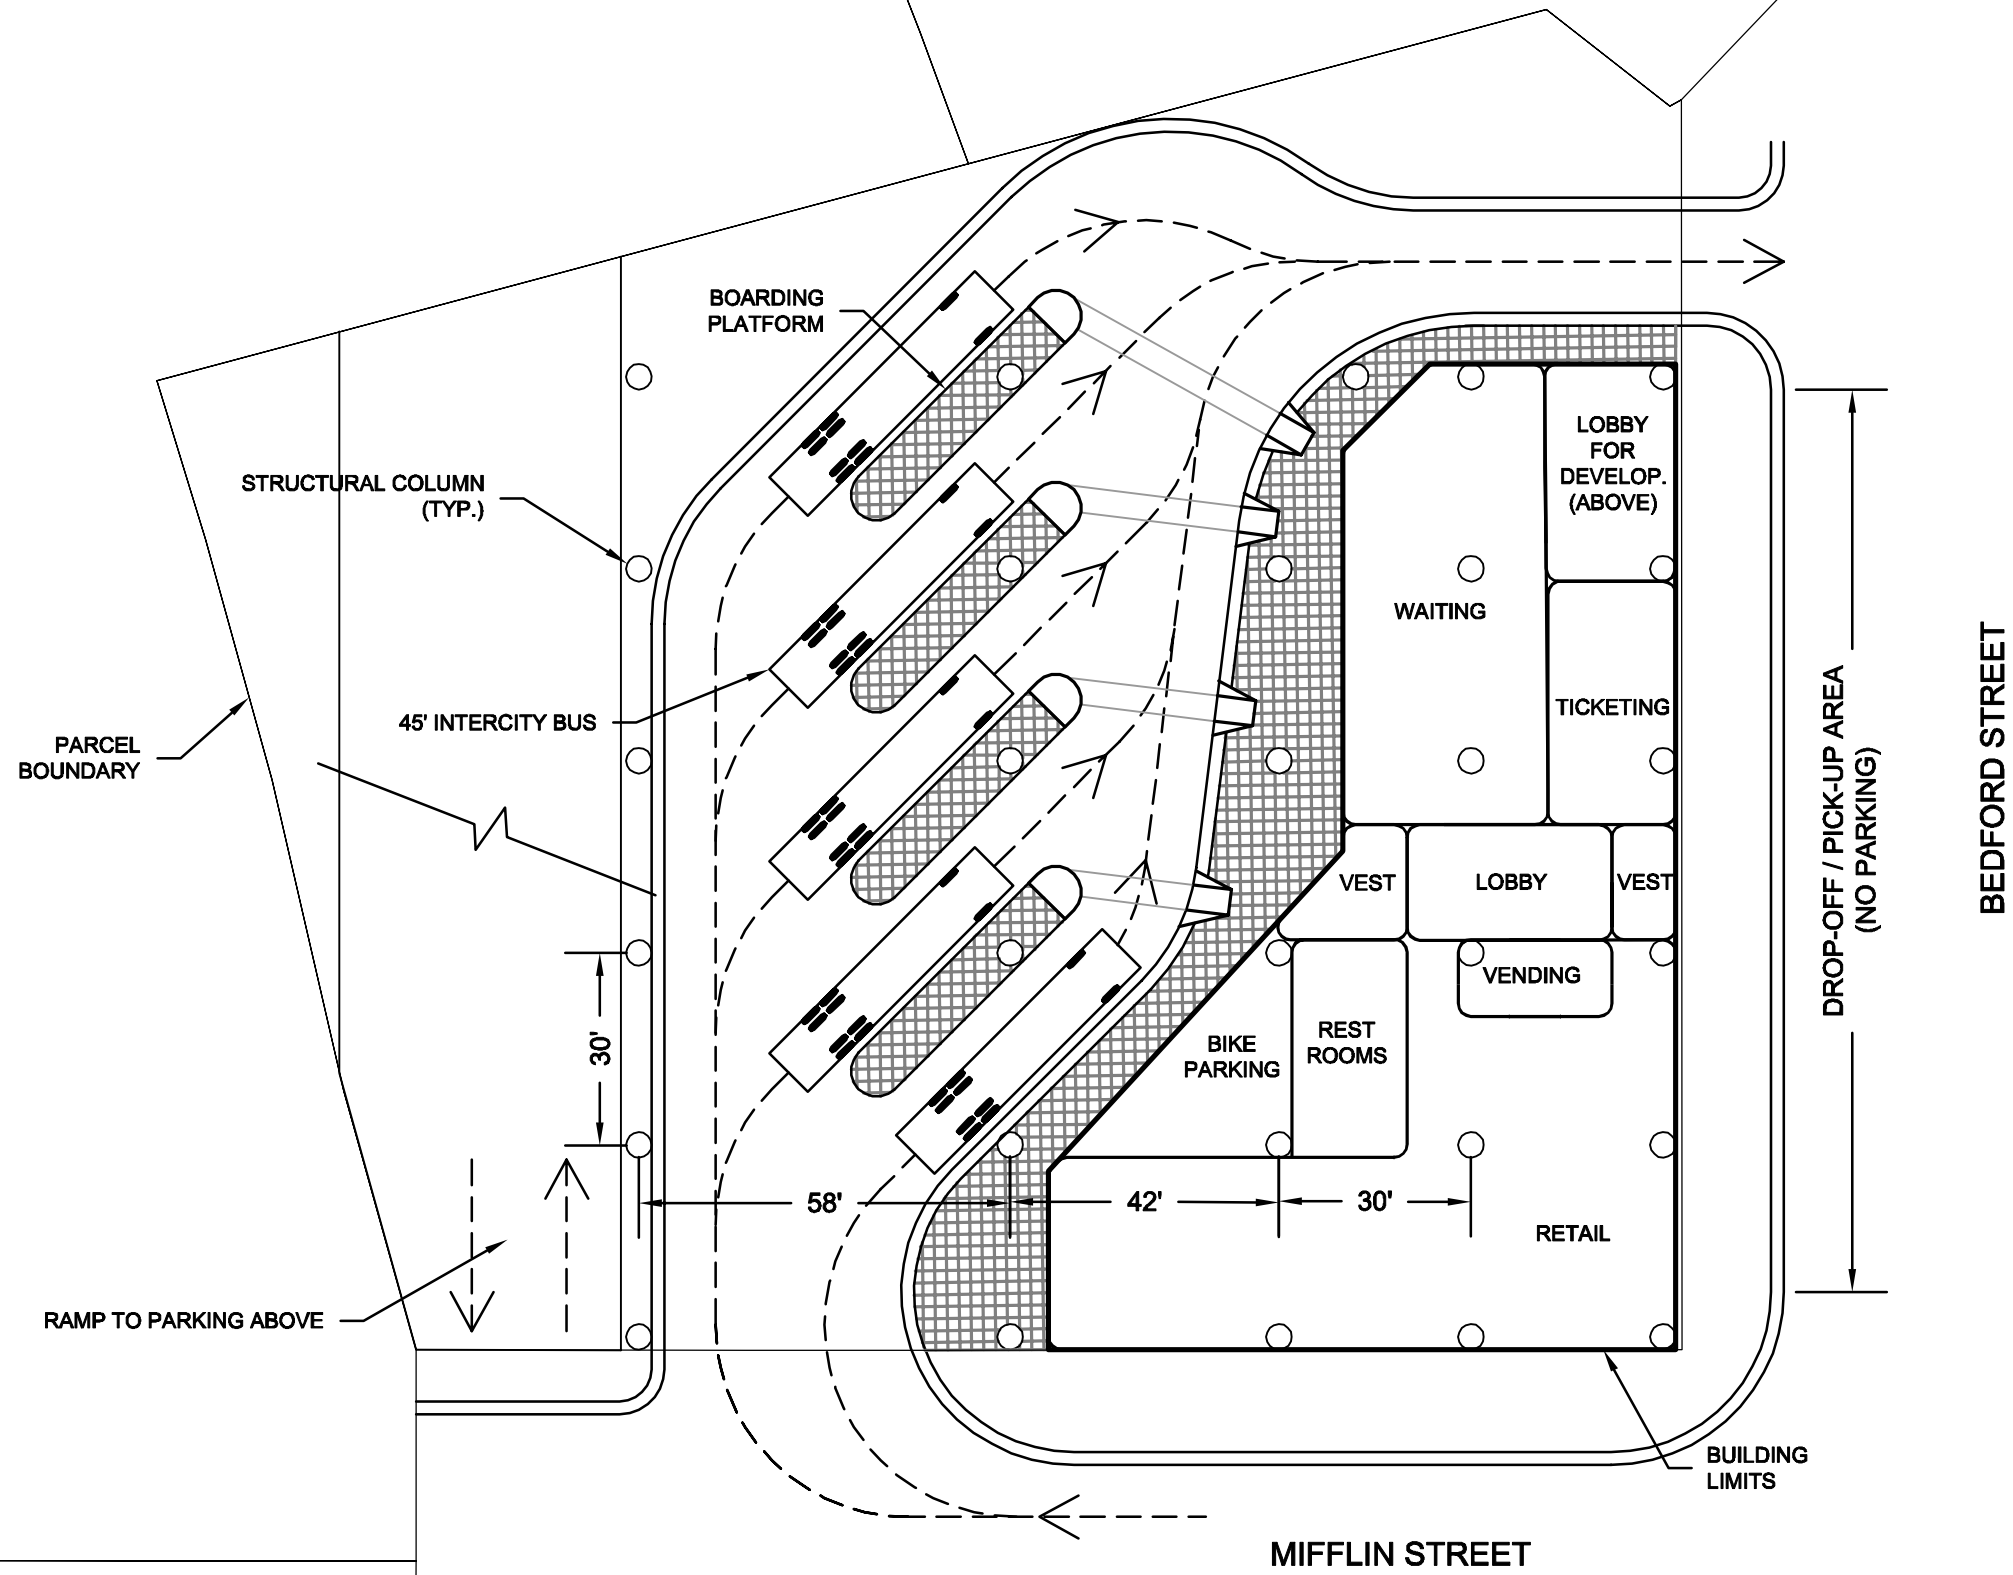 BOARDING
PLATFORM
STRUCTURAL COLUMN
(TYP.)
45' INTERCITY BUS
PARCEL
BOUNDARY
30'
58'
42'
30'
RAMP TO PARKING ABOVE
LOBBY
FOR
DEVELOP.
(ABOVE)
WAITING
TICKETING
VEST
LOBBY
VEST
VENDING
BIKE
PARKING
REST
ROOMS
RETAIL
DROP-OFF / PICK-UP AREA
(NO PARKING)
BEDFORD STREET
BUILDING
LIMITS
MIFFLIN STREET